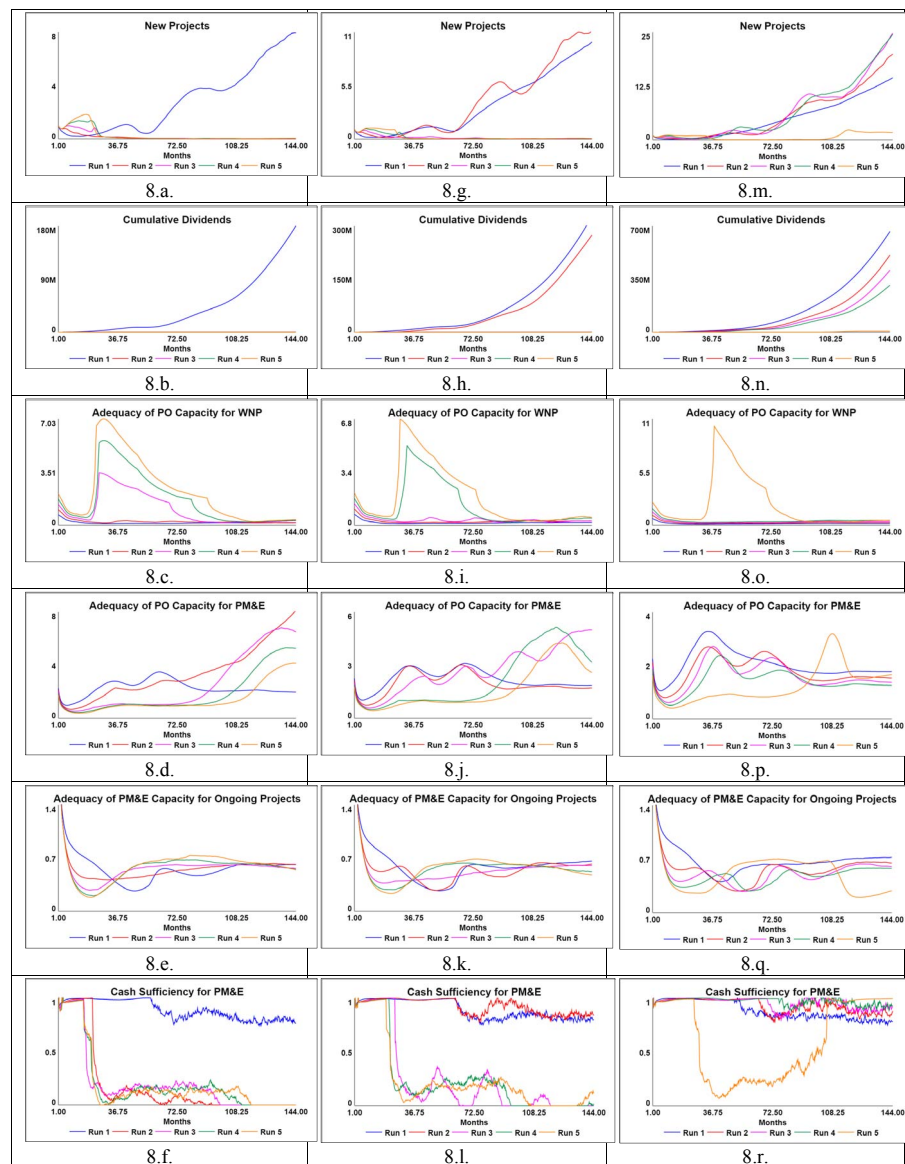 New Projects
8
4
0
1.00 36.75 72.50 108.25 144.00
Months
Run 1 Run 2 Run 3 Run 4 Run 5
8.a.
New Projects
11
5.5
0
1.00 36.75 72.50 108.25 144.00
Months
Run 1 Run 2 Run 3 Run 4 Run 5
8.g.
New Projects
25
12.5
0
1.00 36.75 72.50 108.25 144.00
Months
Run 1 Run 2 Run 3 Run 4 Run 5
8.m.
Cumulative Dividends
180M
90M
0
1.00 36.75 72.50 108.25 144.00
Months
Run 1 Run 2 Run 3 Run 4 Run 5
8.b.
Cumulative Dividends
300M
150M
0
1.00 36.75 72.50 108.25 144.00
Months
Run 1 Run 2 Run 3 Run 4 Run 5
8.h.
Cumulative Dividends
700M
350M
0
1.00 36.75 72.50 108.25 144.00
Months
Run 1 Run 2 Run 3 Run 4 Run 5
8.n.
Adequacy of PO Capacity for WNP
7.03
3.51
0
1.00 36.75 72.50 108.25 144.00
Months
Run 1 Run 2 Run 3 Run 4 Run 5
8.c.
Adequacy of PO Capacity for WNP
6.8
3.4
0
1.00 36.75 72.50 108.25 144.00
Months
Run 1 Run 2 Run 3 Run 4 Run 5
8.i.
Adequacy of PO Capacity for WNP
11
5.5
0
1.00 36.75 72.50 108.25 144.00
Months
Run 1 Run 2 Run 3 Run 4 Run 5
8.o.
Adequacy of PO Capacity for PM&E
8
4
0
1.00 36.75 72.50 108.25 144.00
Months
Run 1 Run 2 Run 3 Run 4 Run 5
8.d.
Adequacy of PO Capacity for PM&E
6
3
0
1.00 36.75 72.50 108.25 144.00
Months
Run 1 Run 2 Run 3 Run 4 Run 5
8.j.
Adequacy of PO Capacity for PM&E
4
2
0
1.00 36.75 72.50 108.25 144.00
Months
Run 1 Run 2 Run 3 Run 4 Run 5
8.p.
Adequacy of PM&E Capacity for Ongoing Projects
1.4
0.7
0
1.00 36.75 72.50 108.25 144.00
Months
Run 1 Run 2 Run 3 Run 4 Run 5
8.e.
Adequacy of PM&E Capacity for Ongoing Projects
1.4
0.7
0
1.00 36.75 72.50 108.25 144.00
Months
Run 1 Run 2 Run 3 Run 4 Run 5
8.k.
Adequacy of PM&E Capacity for Ongoing Projects
1.4
0.7
0
1.00 36.75 72.50 108.25 144.00
Months
Run 1 Run 2 Run 3 Run 4 Run 5
8.q.
Cash Sufficiency for PM&E
1
0.5
0
1.00 36.75 72.50 108.25 144.00
Months
Run 1 Run 2 Run 3 Run 4 Run 5
8.f.
Cash Sufficiency for PM&E
1
0.5
0
1.00 36.75 72.50 108.25 144.00
Months
Run 1 Run 2 Run 3 Run 4 Run 5
8.l.
Cash Sufficiency for PM&E
1
0.5
0
1.00 36.75 72.50 108.25 144.00
Months
Run 1 Run 2 Run 3 Run 4 Run 5
8.r.